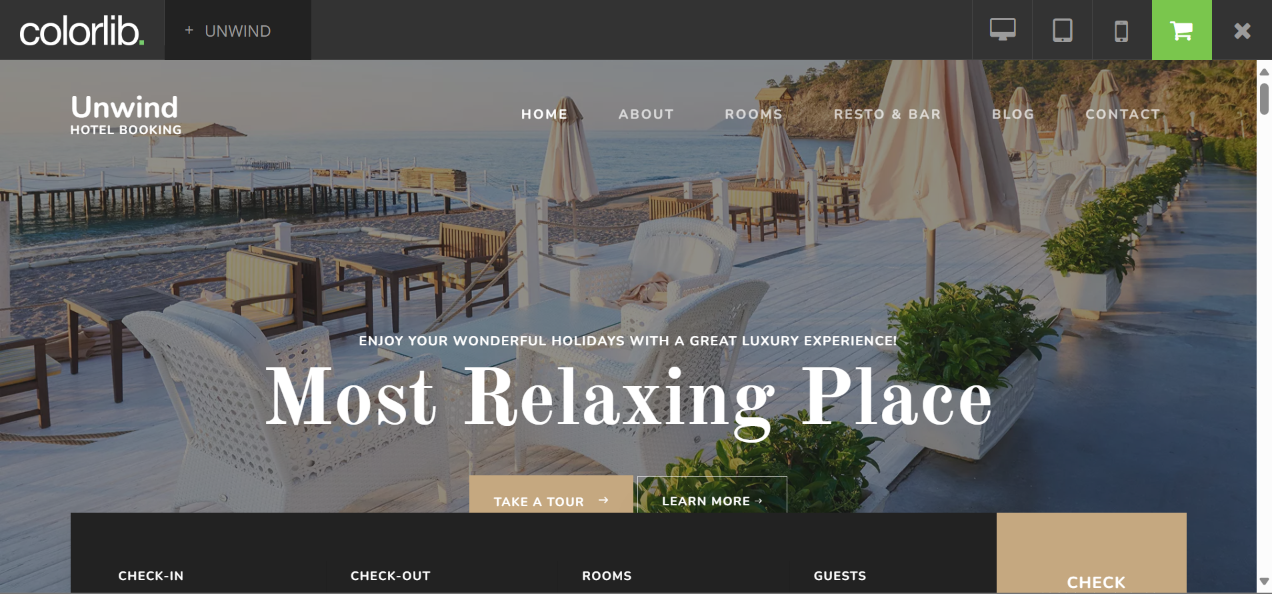 colorlib.
+ UNWIND
Unwind
HOTEL BOOKING
HOME ABOUT ROOMS RESTO & BAR BLOG CONTACT
ENJOY YOUR WONDERFUL HOLIDAYS WITH A GREAT LUXURY EXPERIENCE!
Most Relaxing Place
TAKE A TOUR → LEARN MORE →
CHECK-IN CHECK-OUT ROOMS GUESTS
CHECK